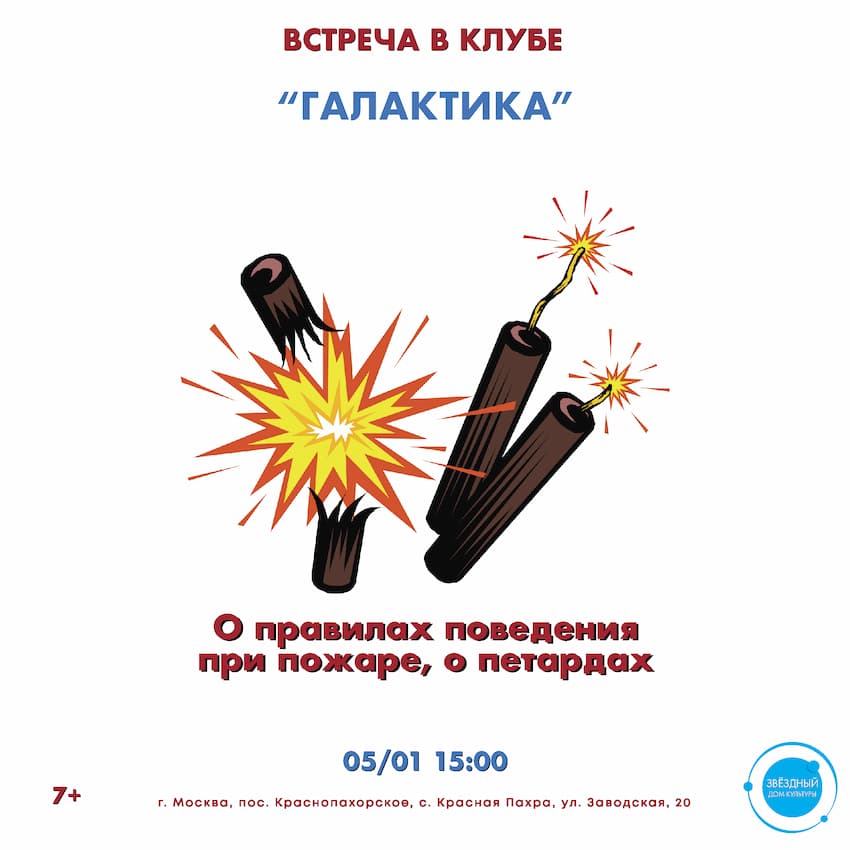 ВСТРЕЧА В КЛУБЕ
“ГАЛАКТИКА”
О правилах поведения
при пожаре, о петардах
05/01 15:00
7+
г. Москва, пос. Краснопахорское, с. Красная Пахра, ул. Заводская, 20
ЗВЁЗДНЫЙ
ДОМ КУЛЬТУРЫ